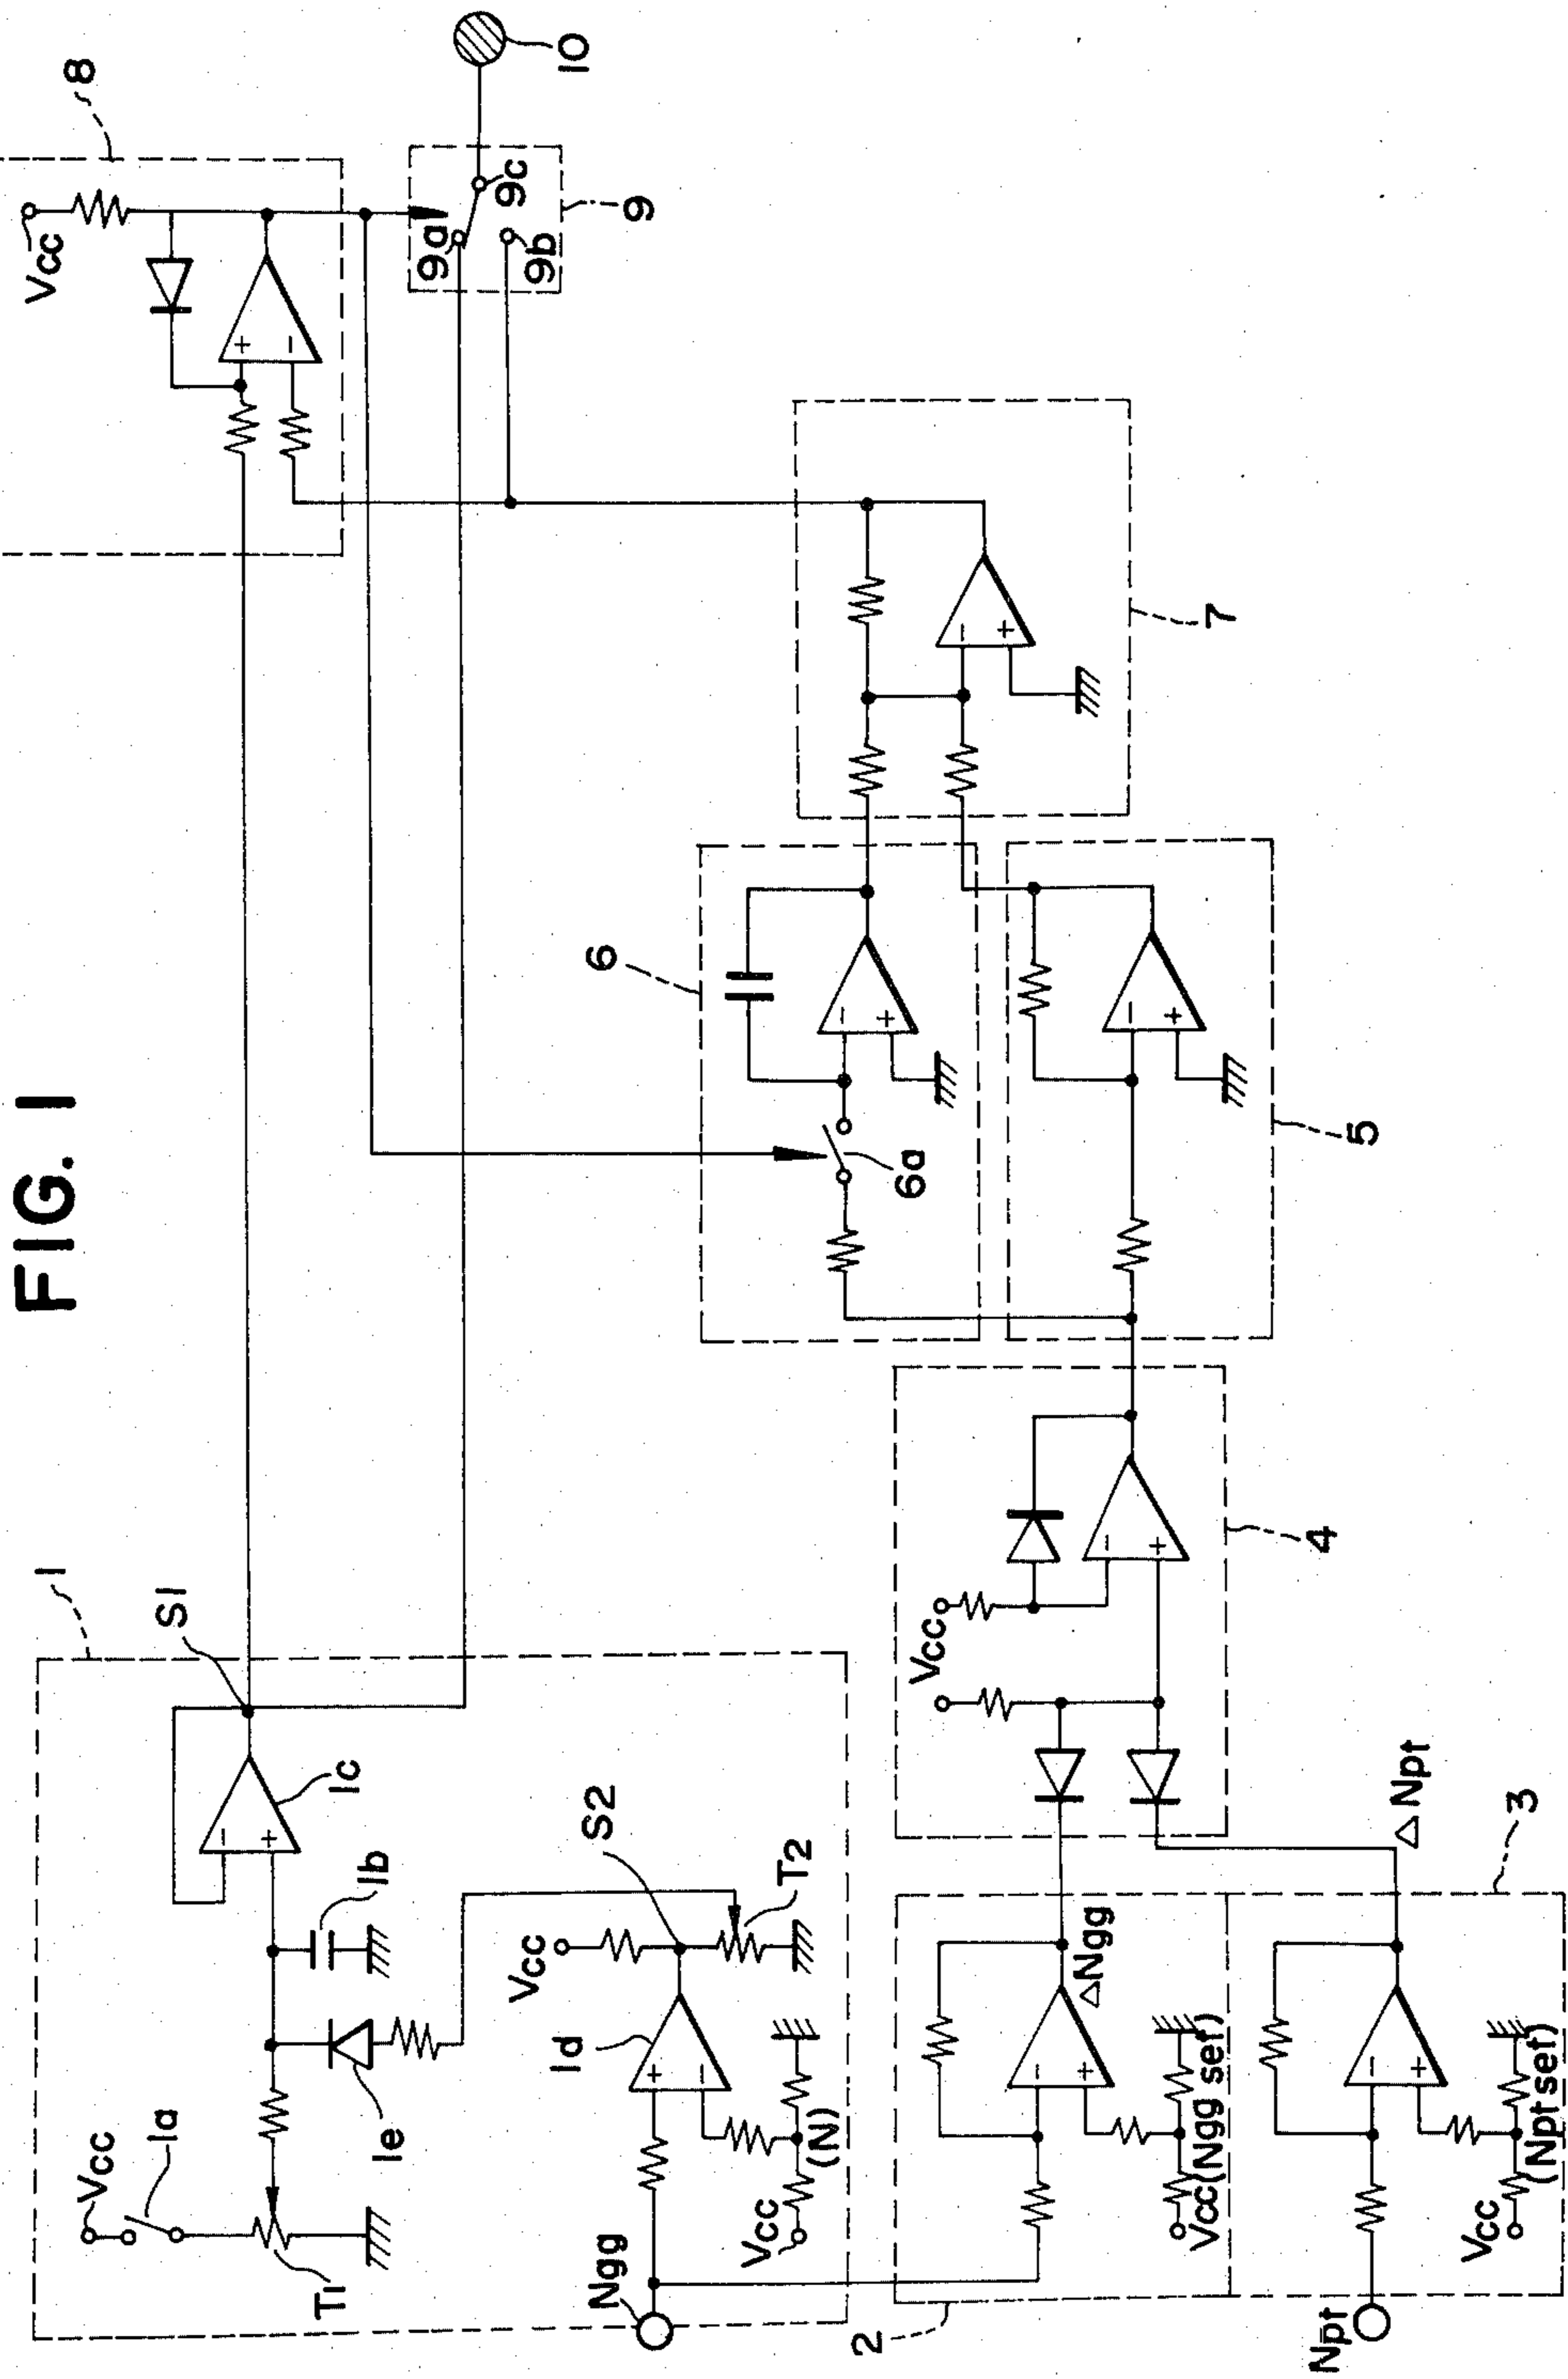 FIG. 1
8
Vcc
+
−
10
9a
9c
9b
9
1
S1
1c
−
+
1b
Vcc
1a
T1
1e
Vcc
S2
T2
1d
+
−
(N)
Vcc
Ngg
6
−
+
6a
7
−
+
5
−
+
4
Vcc
−
+
ΔNpt
3
2
ΔNgg
−
+
Vcc(Ngg set)
−
+
(Npt set)
Vcc
Npt